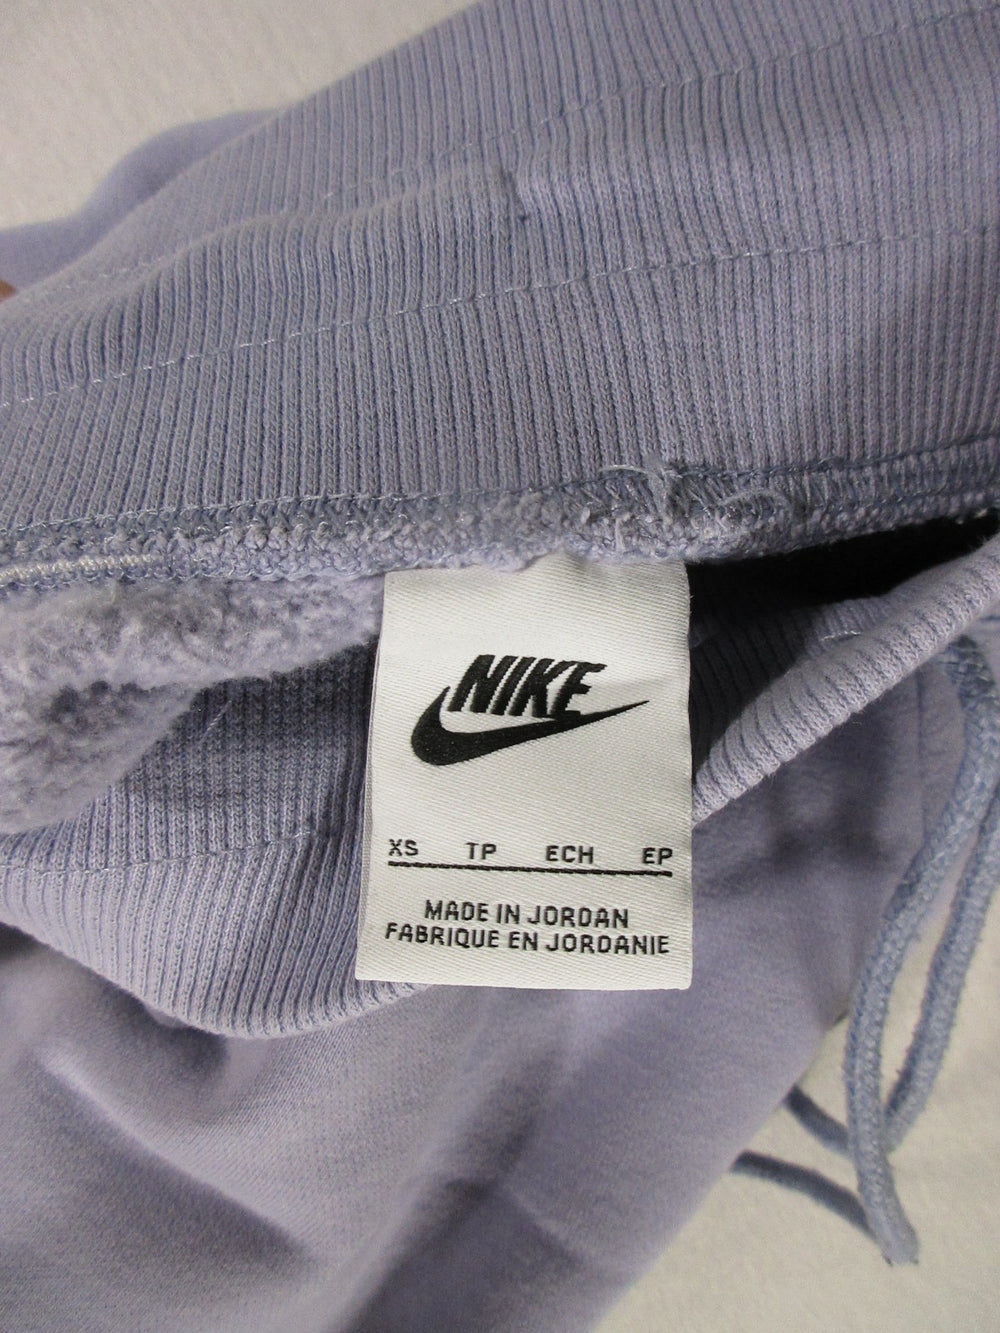 NIKE
XS TP ECH EP
MADE IN JORDAN
FABRIQUE EN JORDANIE